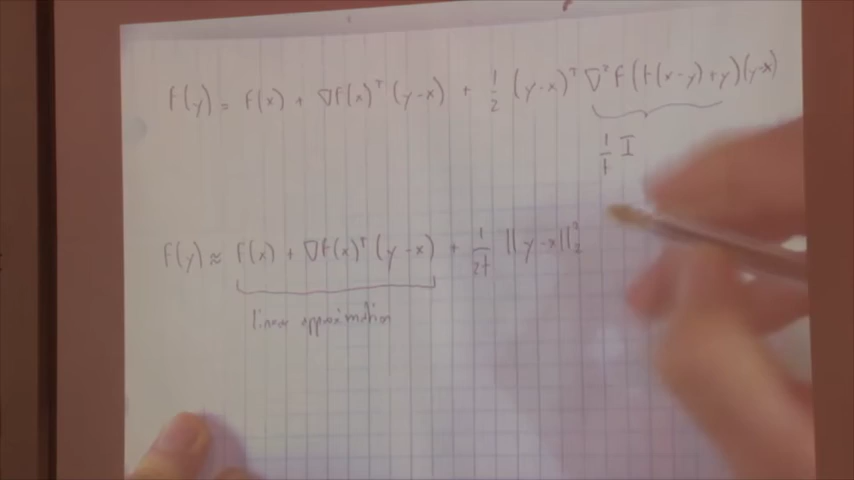 f(y) = f(x) + ∇f(x)ᵀ(y-x) + 1/2 (y-x)ᵀ ∇²f(t(x-y)+y)(y-x)
1/t I
f(y) ≈ f(x) + ∇f(x)ᵀ(y-x) + 1/2t ||y-x||₂²
linear approximation